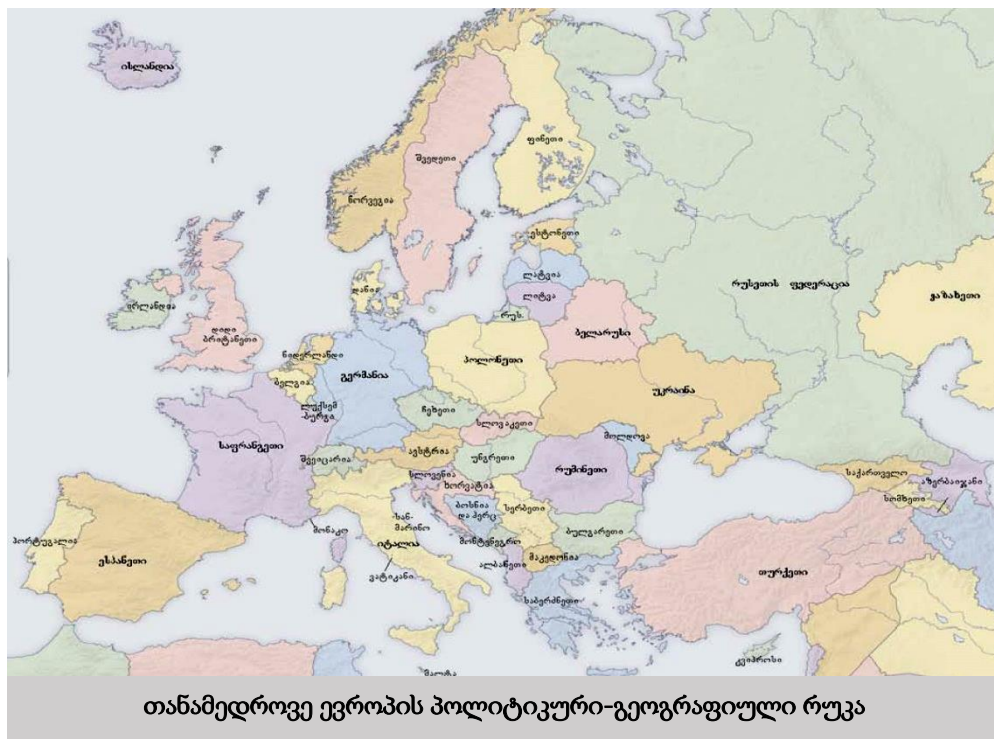 ისლანდია
ფინეთი
შვედეთი
ნორვეგია
ესტონეთი
ლატვია
ლიტვა
რუს.
რუსეთის ფედერაცია
ყაზახეთი
დანია
ირლანდია
დიდი
ბრიტანეთი
ბელარუსი
ნიდერლანდი
პოლონეთი
გერმანია
ბელგია
უკრაინა
ლუქსემ
-ბურგი
ჩეხეთი
სლოვაკეთი
მოლდოვა
საფრანგეთი
შვეიცარია
ავსტრია
უნგრეთი
რუმინეთი
სლოვენია
ხორვატია
საქართველო
აზერბაიჯანი
სომხეთი
ბოსნია
და ჰერც.
სერბეთი
-სან-
მარინო
მონაკო
იტალია
მონტენეგრო
ბულგარეთი
პორტუგალია
ესპანეთი
ვატიკანი
ალბანეთი
მაკედონია
თურქეთი
საბერძნეთი
კვიპროსი
მალტა
თანამედროვე ევროპის პოლიტიკური-გეოგრაფიული რუკა